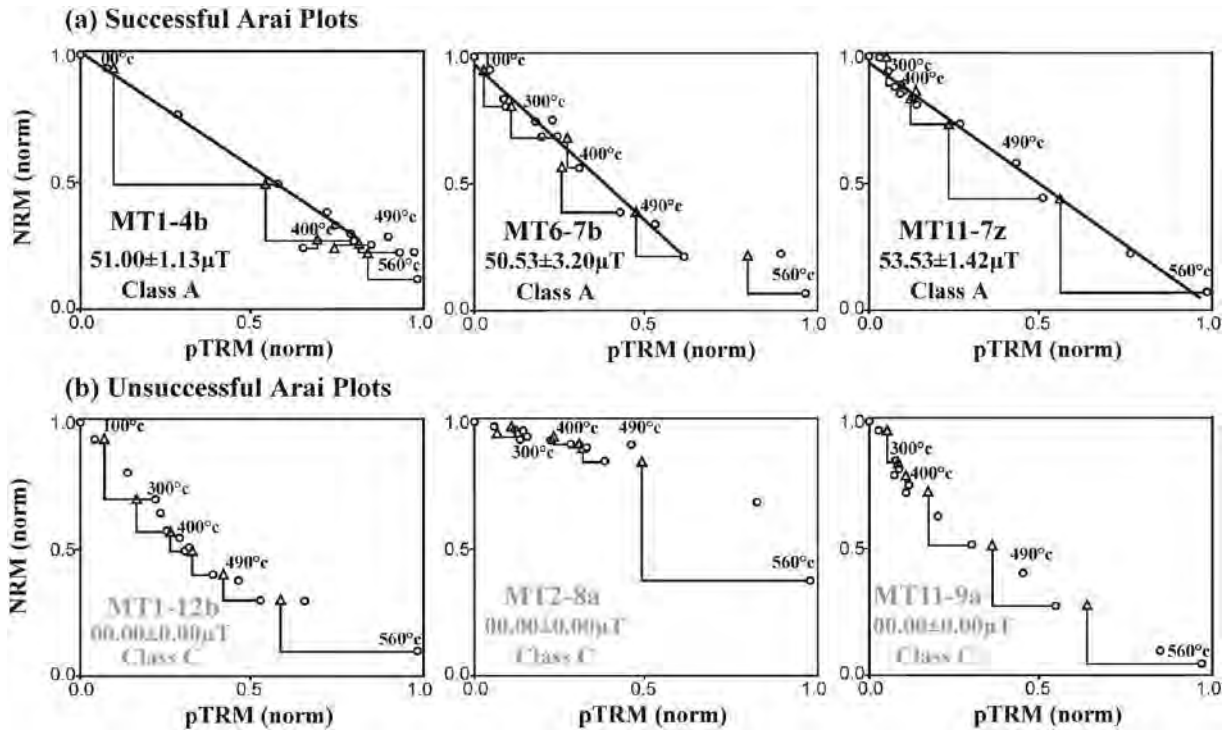 (a) Successful Arai Plots
1.0
0.5
0.0
NRM (norm)
00°c
400°c
490°c
560°c
MT1-4b
51.00±1.13µT
Class A
0.0
0.5
1.0
pTRM (norm)
1.0
0.5
0.0
100°c
300°c
400°c
490°c
560°c
MT6-7b
50.53±3.20µT
Class A
0.0
0.5
1.0
pTRM (norm)
1.0
0.5
0.0
300°c
400°c
490°c
560°c
MT11-7z
53.53±1.42µT
Class A
0.0
0.5
1.0
pTRM (norm)
(b) Unsuccessful Arai Plots
1.0
0.5
0.0
NRM (norm)
100°c
300°c
400°c
490°c
560°c
MT1-12b
00.00±0.00µT
Class C
0.0
0.5
1.0
pTRM (norm)
1.0
0.5
0.0
300°c
400°c
490°c
560°c
MT2-8a
00.00±0.00µT
Class C
0.0
0.5
1.0
pTRM (norm)
1.0
0.5
0.0
300°c
400°c
490°c
560°c
MT11-9a
00.00±0.00µT
Class C
0.0
0.5
1.0
pTRM (norm)